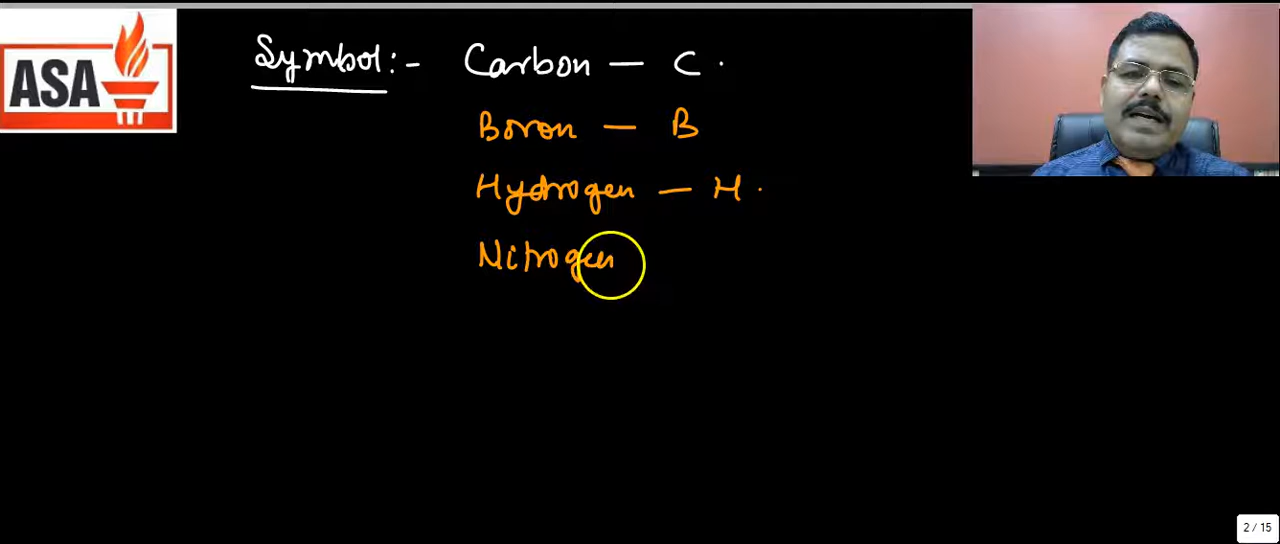 ASA
Symbol:- Carbon — C.
Boron — B
Hydrogen — H.
Nitrogen
2 / 15